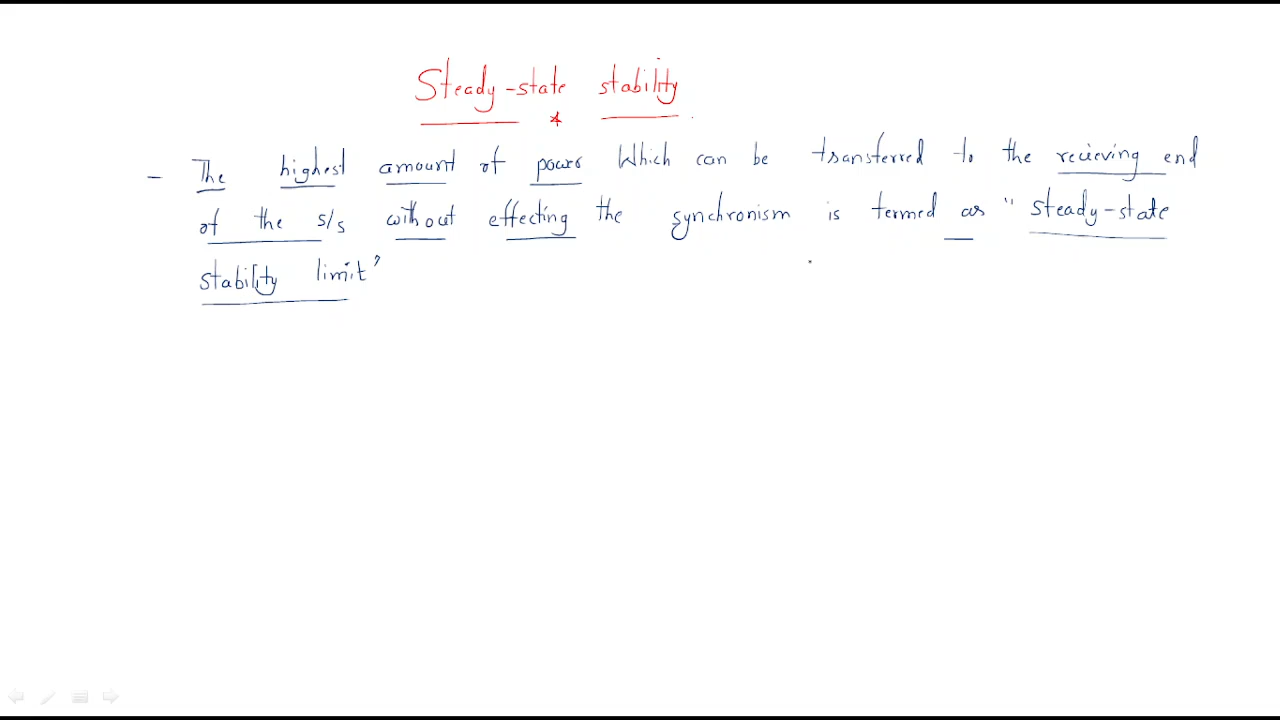 Steady-state stability
- The highest amount of power which can be transferred to the recieving end
of the s/s without effecting the synchronism is termed as "steady-state
stability limit"